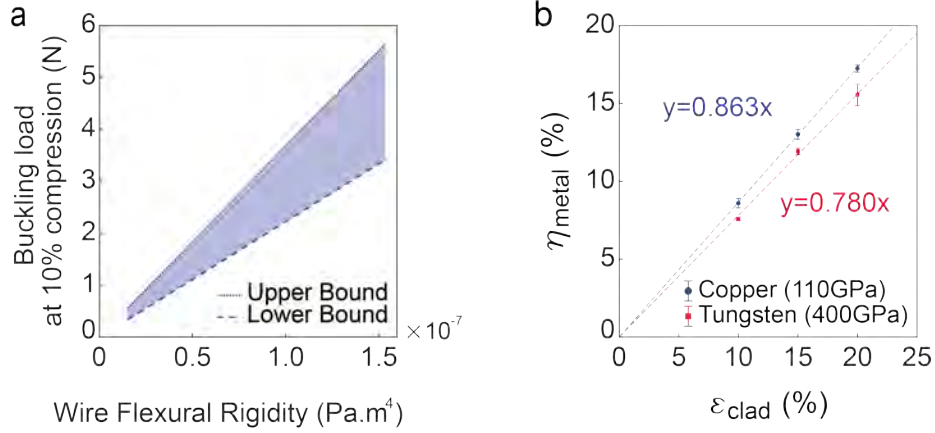 a
Buckling load
at 10% compression (N)
6
5
4
3
2
1
0
Upper Bound
Lower Bound
0
0.5
1.0
1.5
× 10⁻⁷
Wire Flexural Rigidity (Pa.m⁴)
b
ηmetal (%)
20
15
10
5
0
y=0.863x
y=0.780x
Copper (110GPa)
Tungsten (400GPa)
0
5
10
15
20
25
εclad (%)